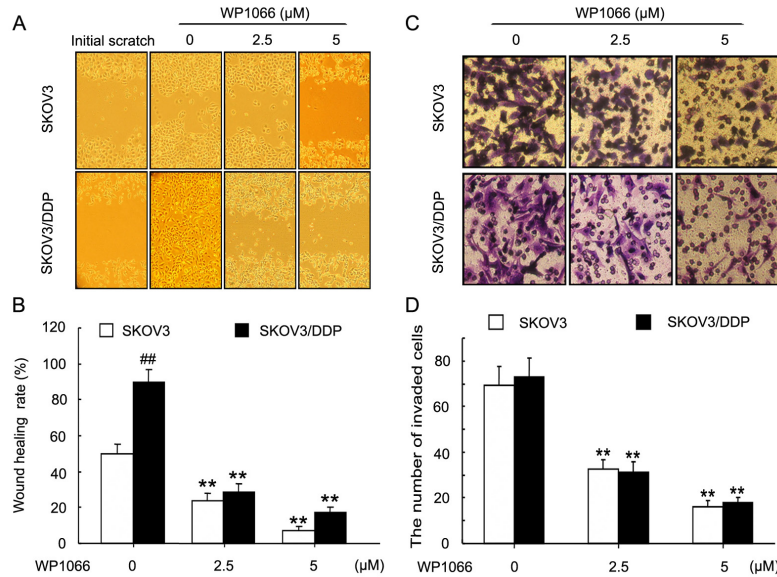 A
WP1066 (µM)
Initial scratch 0 2.5 5
SKOV3
SKOV3/DDP
B
SKOV3 SKOV3/DDP
Wound healing rate (%)
120
100
80
60
40
20
0
##
** **
** **
WP1066 0 2.5 5 (µM)
C
WP1066 (µM)
0 2.5 5
SKOV3
SKOV3/DDP
D
SKOV3 SKOV3/DDP
The number of invaded cells
80
60
40
20
0
** **
** **
WP1066 0 2.5 5 (µM)